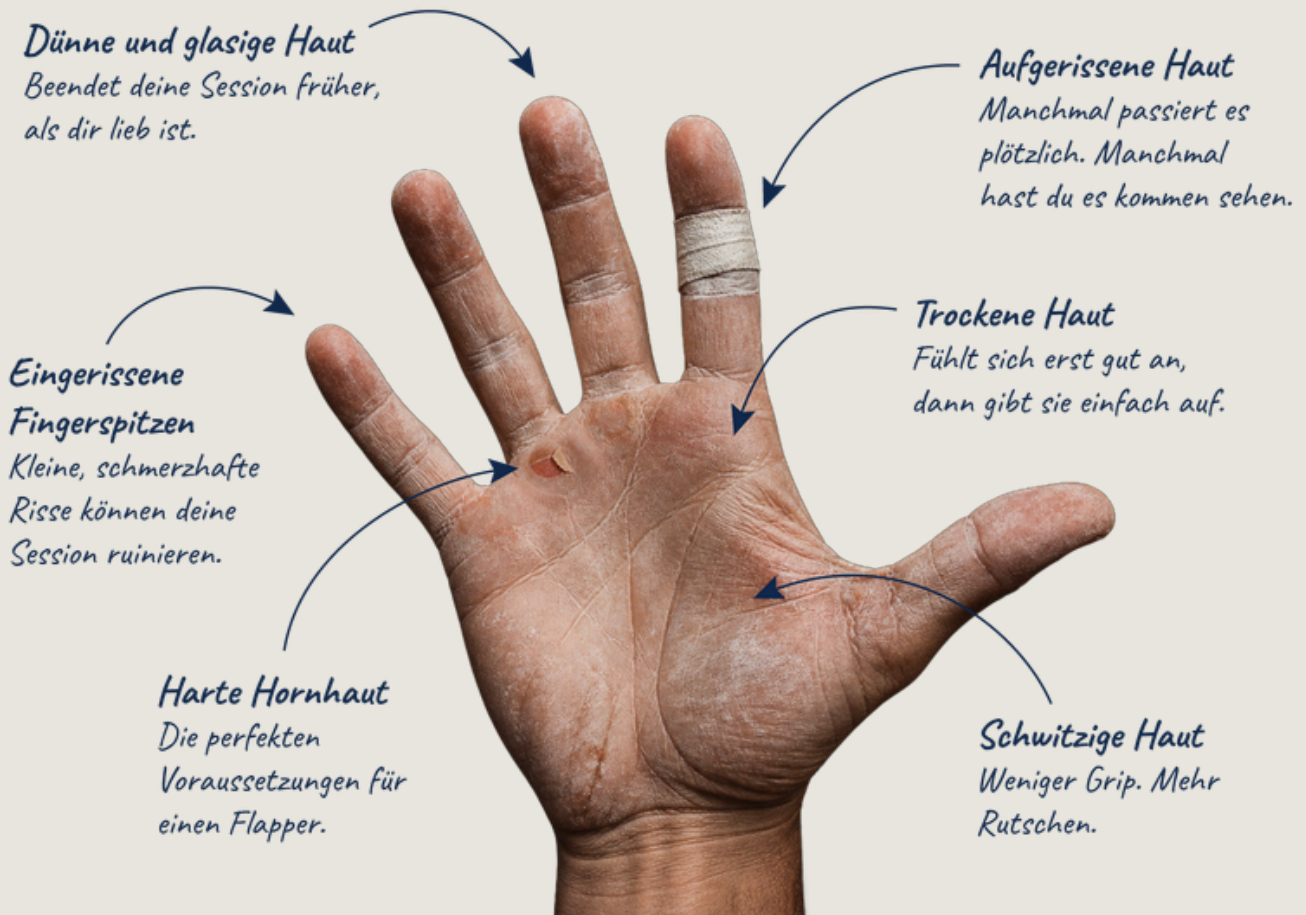 Dünne und glasige Haut
Beendet deine Session früher,
als dir lieb ist.
Aufgerissene Haut
Manchmal passiert es
plötzlich. Manchmal
hast du es kommen sehen.
Eingerissene
Fingerspitzen
Kleine, schmerzhafte
Risse können deine
Session ruinieren.
Trockene Haut
Fühlt sich erst gut an,
dann gibt sie einfach auf.
Harte Hornhaut
Die perfekten
Voraussetzungen für
einen Flapper.
Schwitzige Haut
Weniger Grip. Mehr
Rutschen.